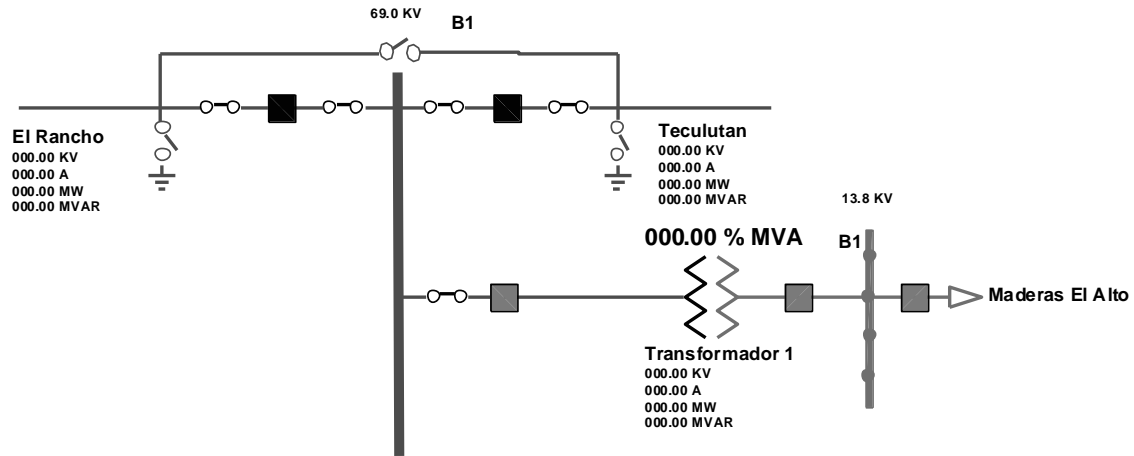 69.0 KV
B1
El Rancho
000.00 KV
000.00 A
000.00 MW
000.00 MVAR
Teculutan
000.00 KV
000.00 A
000.00 MW
000.00 MVAR
13.8 KV
B1
000.00 % MVA
Maderas El Alto
Transformador 1
000.00 KV
000.00 A
000.00 MW
000.00 MVAR